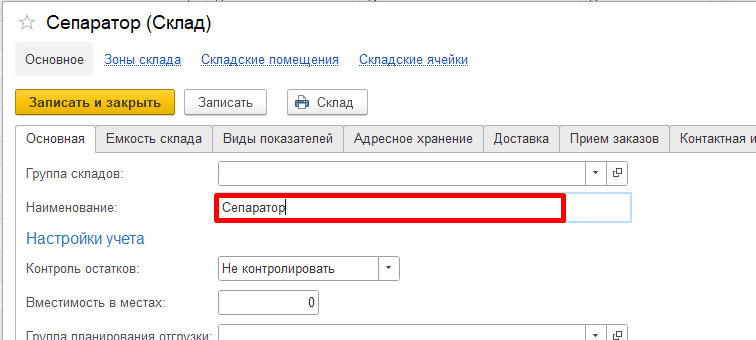 Сепаратор (Склад)
Основное Зоны склада Складские помещения Складские ячейки
Записать и закрыть Записать Склад
Основная Емкость склада Виды показателей Адресное хранение Доставка Прием заказов Контактная и
Группа складов:
Наименование: Сепаратор
Настройки учета
Контроль остатков: Не контролировать
Вместимость в местах: 0
Группа планирования отгрузки: